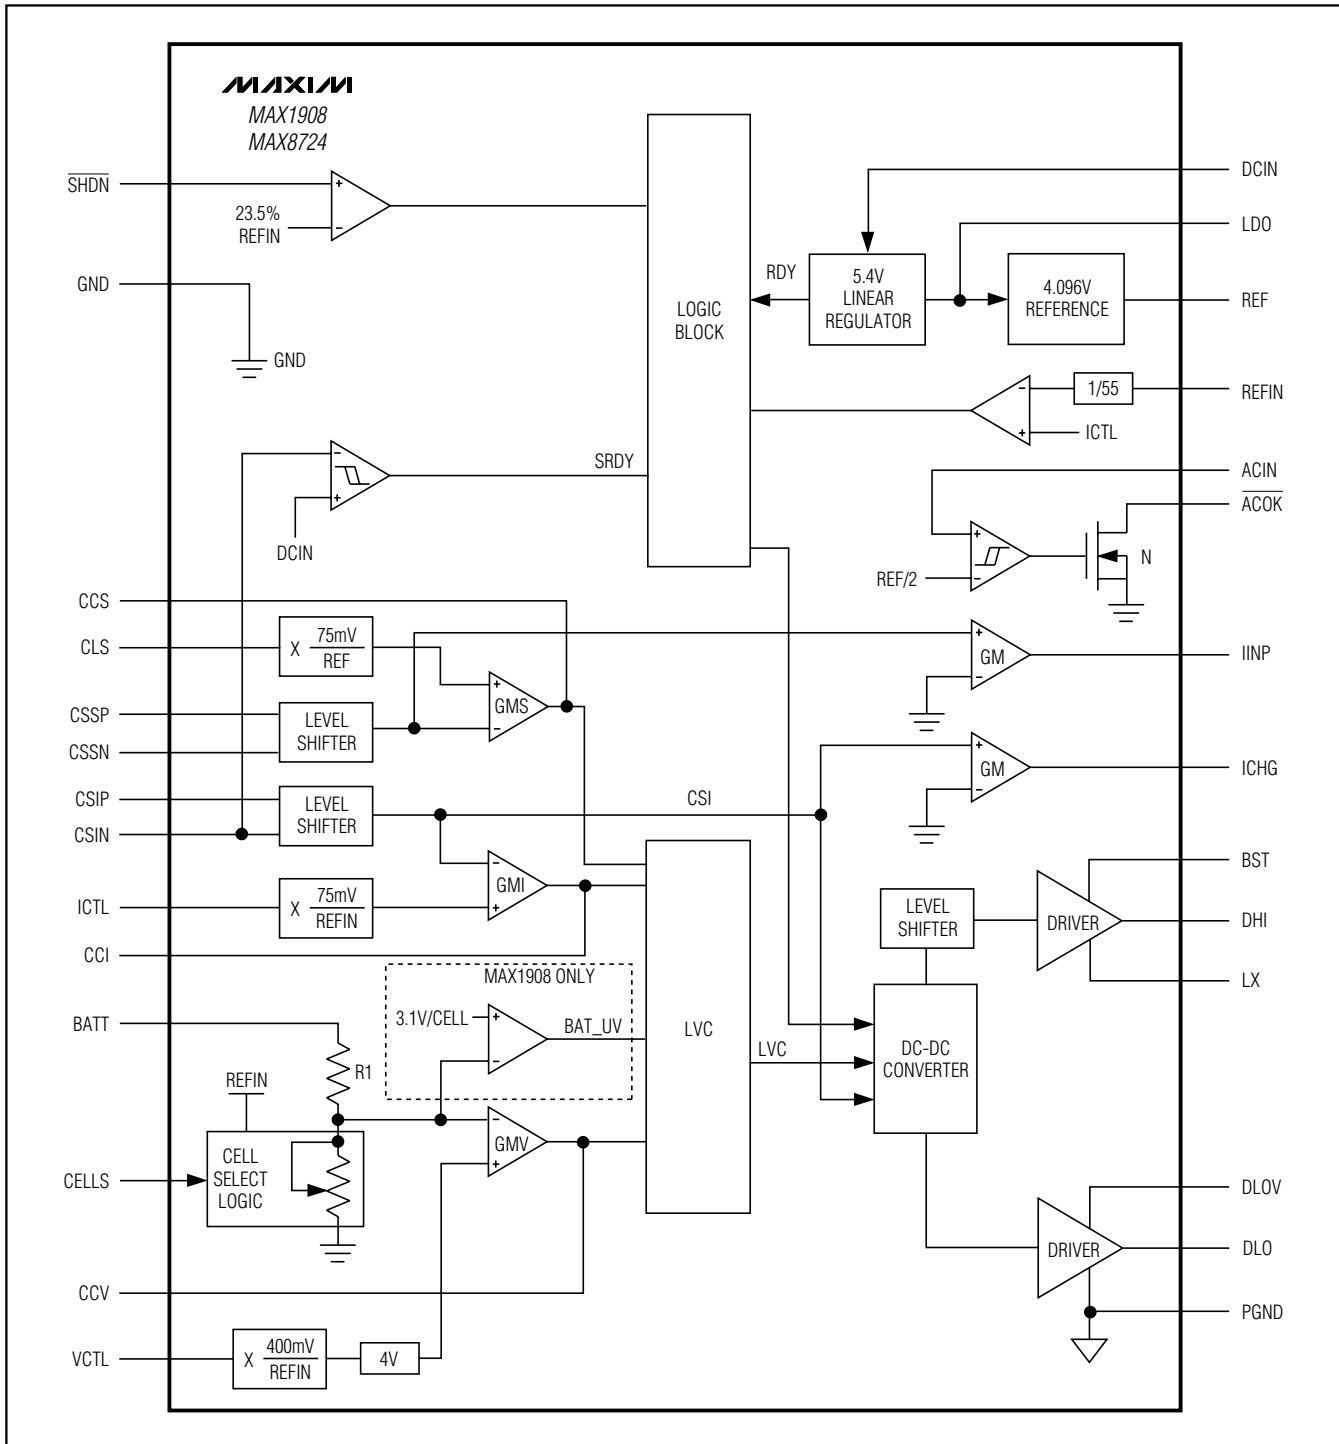 MAXIM
MAX1908
MAX8724
SHDN
23.5%
REFIN
+
-
GND
GND
LOGIC
BLOCK
RDY
5.4V
LINEAR
REGULATOR
4.096V
REFERENCE
DCIN
LDO
REF
1/55
REFIN
-
+
ICTL
SRDY
-
+
DCIN
ACIN
ACOK
+
-
REF/2
N
CCS
CLS
X 75mV
REF
+
-
GMS
CSSP
CSSN
LEVEL
SHIFTER
+
-
GM
IINP
CSIP
CSIN
LEVEL
SHIFTER
CSI
+
-
GM
ICHG
-
+
GMI
ICTL
X 75mV
REFIN
CCI
MAX1908 ONLY
3.1V/CELL
+
-
BAT_UV
LVC
LVC
BATT
R1
REFIN
CELL
SELECT
LOGIC
CELLS
-
+
GMV
CCV
VCTL
X 400mV
REFIN
4V
LEVEL
SHIFTER
DC-DC
CONVERTER
DRIVER
BST
DHI
LX
DRIVER
DLOV
DLO
PGND